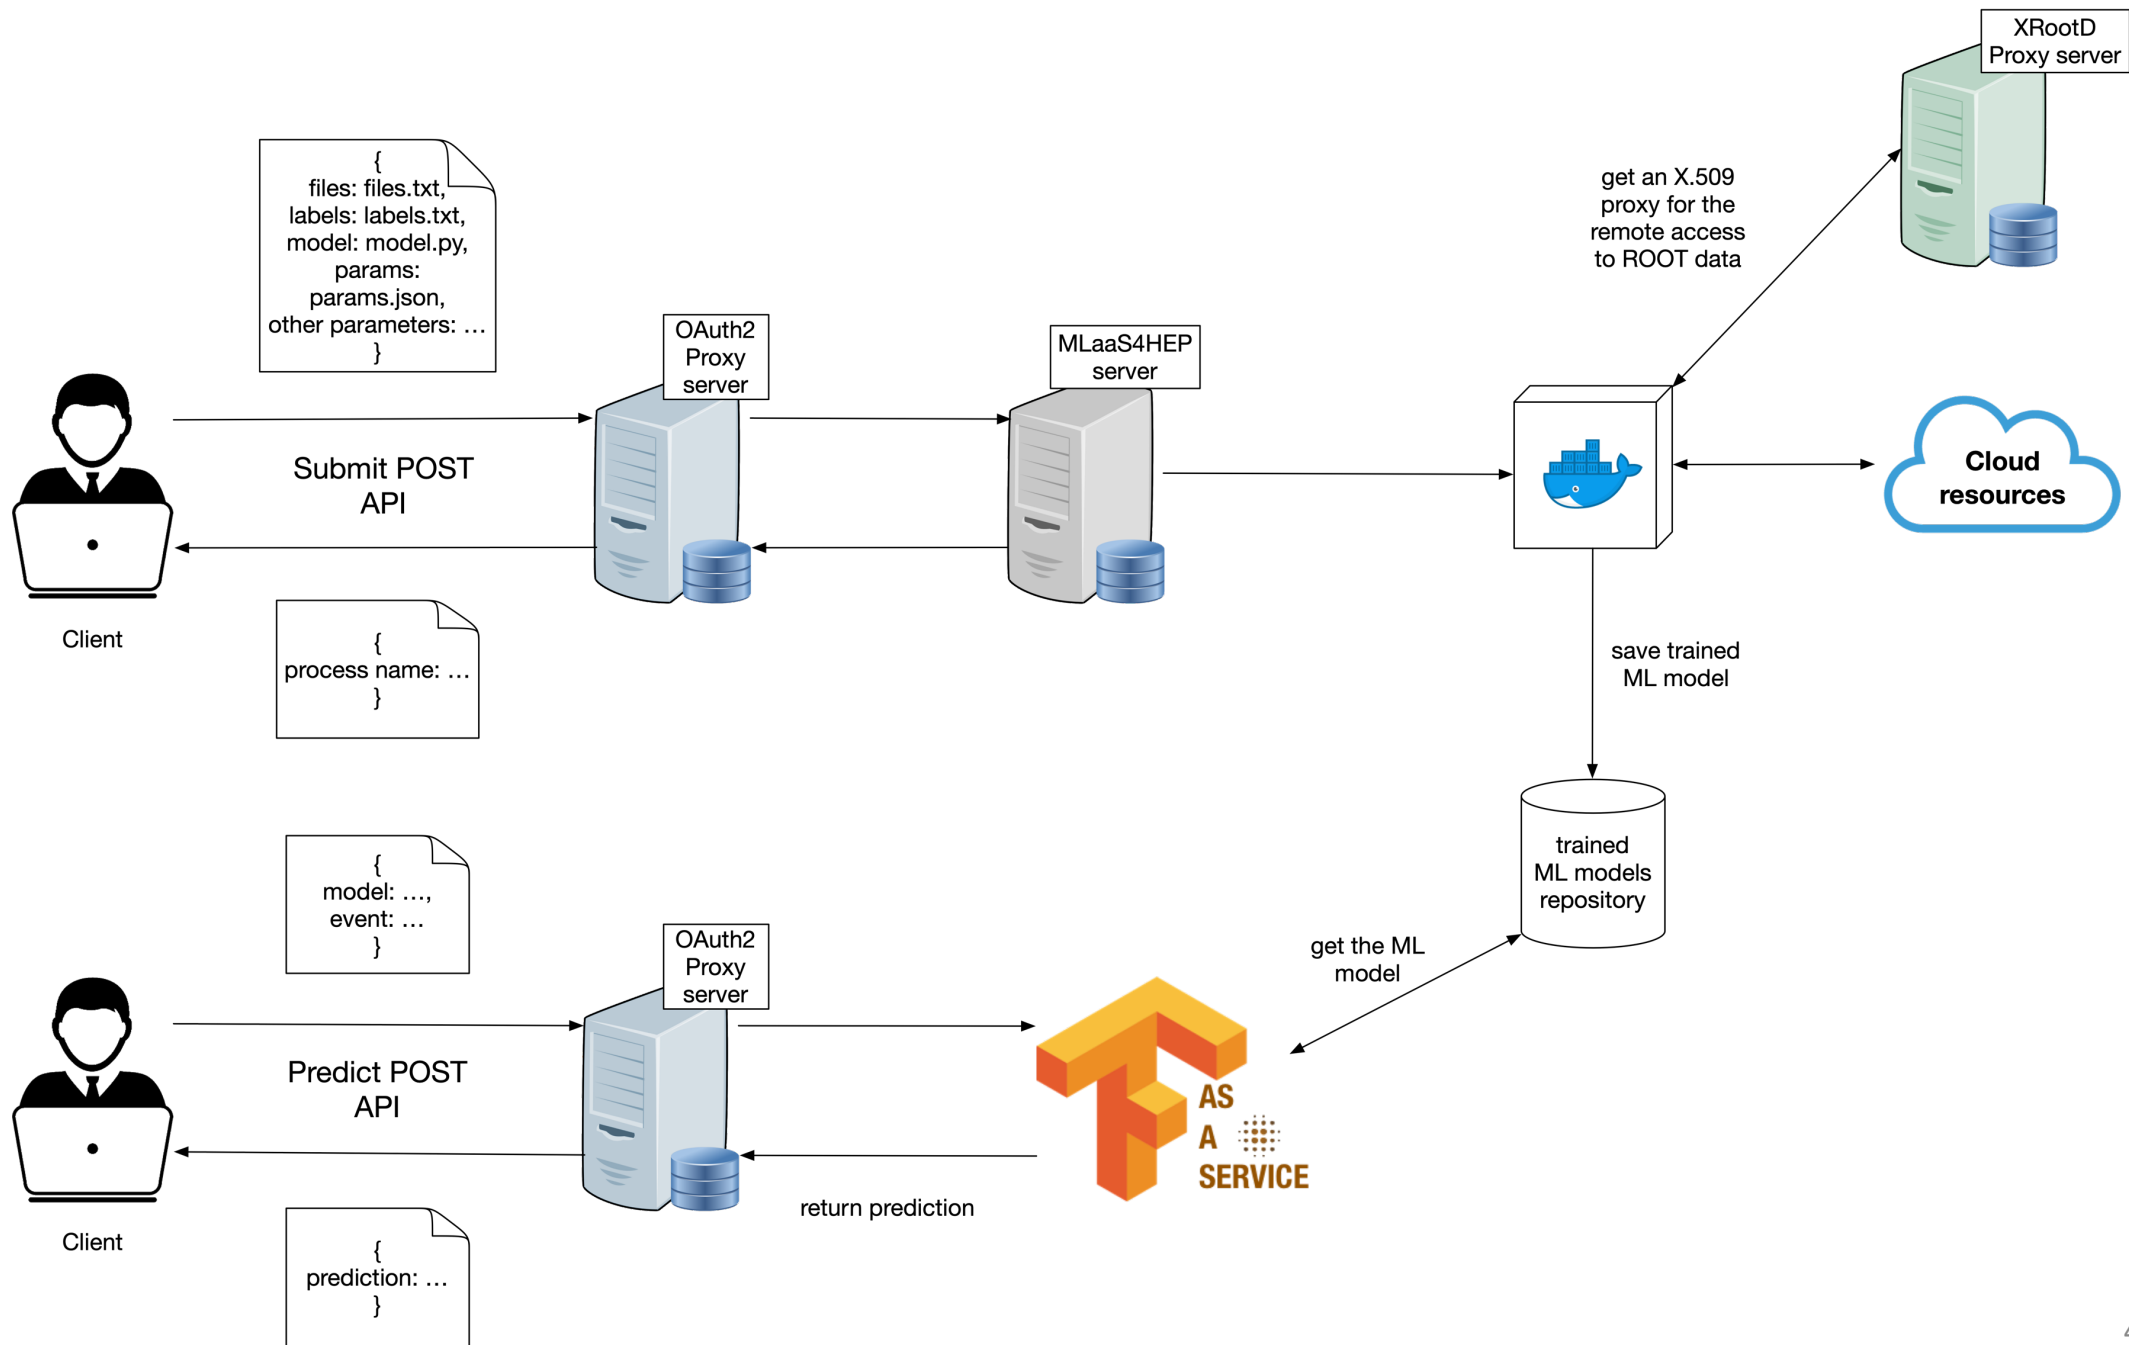 XRootD
Proxy server
{
files: files.txt,
labels: labels.txt,
model: model.py,
params:
params.json,
other parameters: …
}
get an X.509
proxy for the
remote access
to ROOT data
OAuth2
Proxy
server
MLaaS4HEP
server
Submit POST
API
Cloud
resources
Client
{
process name: …
}
save trained
ML model
trained
ML models
repository
{
model: …,
event: …
}
OAuth2
Proxy
server
get the ML
model
Predict POST
API
AS
A
SERVICE
return prediction
Client
{
prediction: …
}